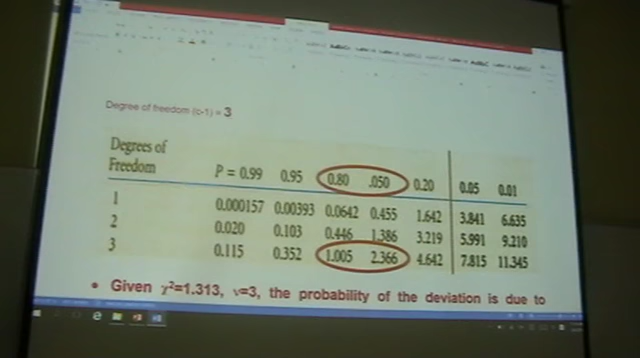 Degree of freedom (c-1) = 3
Degrees of
Freedom P = 0.99 0.95 0.80 .050 0.20 0.05 0.01
1 0.000157 0.00393 0.0642 0.455 1.642 3.841 6.635
2 0.020 0.103 0.446 1.386 3.219 5.991 9.210
3 0.115 0.352 1.005 2.366 4.642 7.815 11.345
• Given χ²=1.313, ν=3, the probability of the deviation is due to